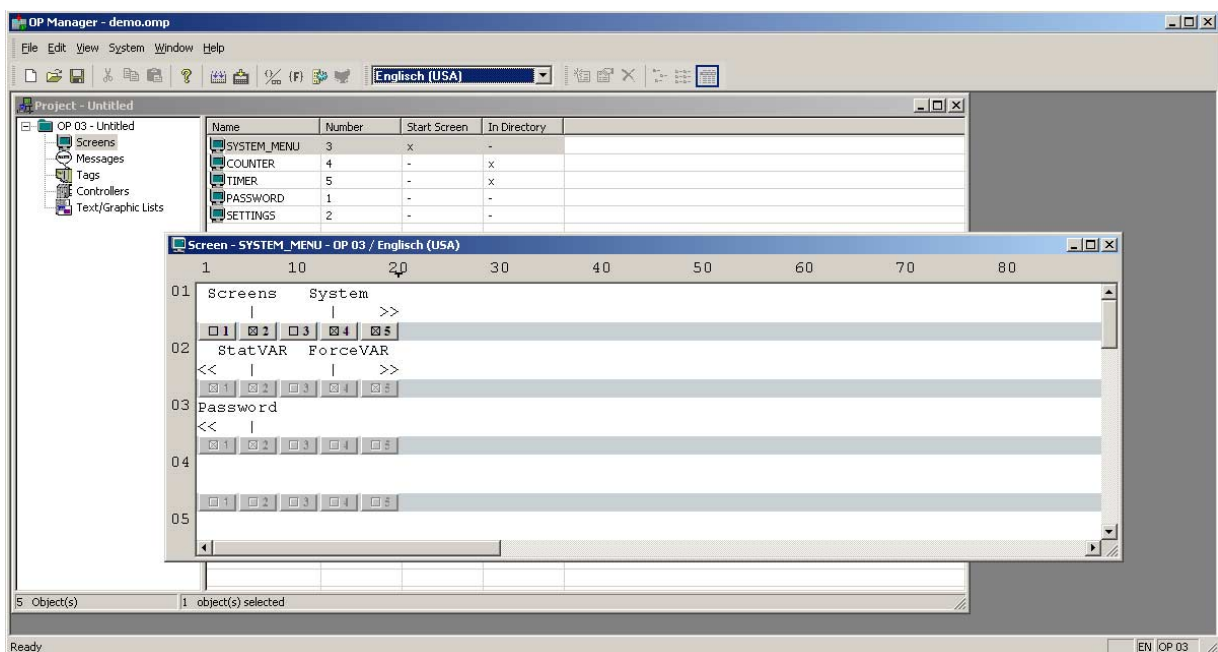 OP Manager - demo.omp
File Edit View System Window Help
Englisch (USA)
Project - Untitled
OP 03 - Untitled
Screens
Messages
Tags
Controllers
Text/Graphic Lists
Name Number Start Screen In Directory
SYSTEM_MENU 3 x -
COUNTER 4 - x
TIMER 5 - x
PASSWORD 1 - -
SETTINGS 2 - -
Screen - SYSTEM_MENU - OP 03 / Englisch (USA)
1 10 20 30 40 50 60 70 80
01 Screens System
| | >>
1 2 3 4 5
02 StatVAR ForceVAR
<< | | >>
1 2 3 4 5
03 Password
<< |
1 2 3 4 5
04
1 2 3 4 5
05
5 Object(s) 1 object(s) selected
Ready EN OP 03